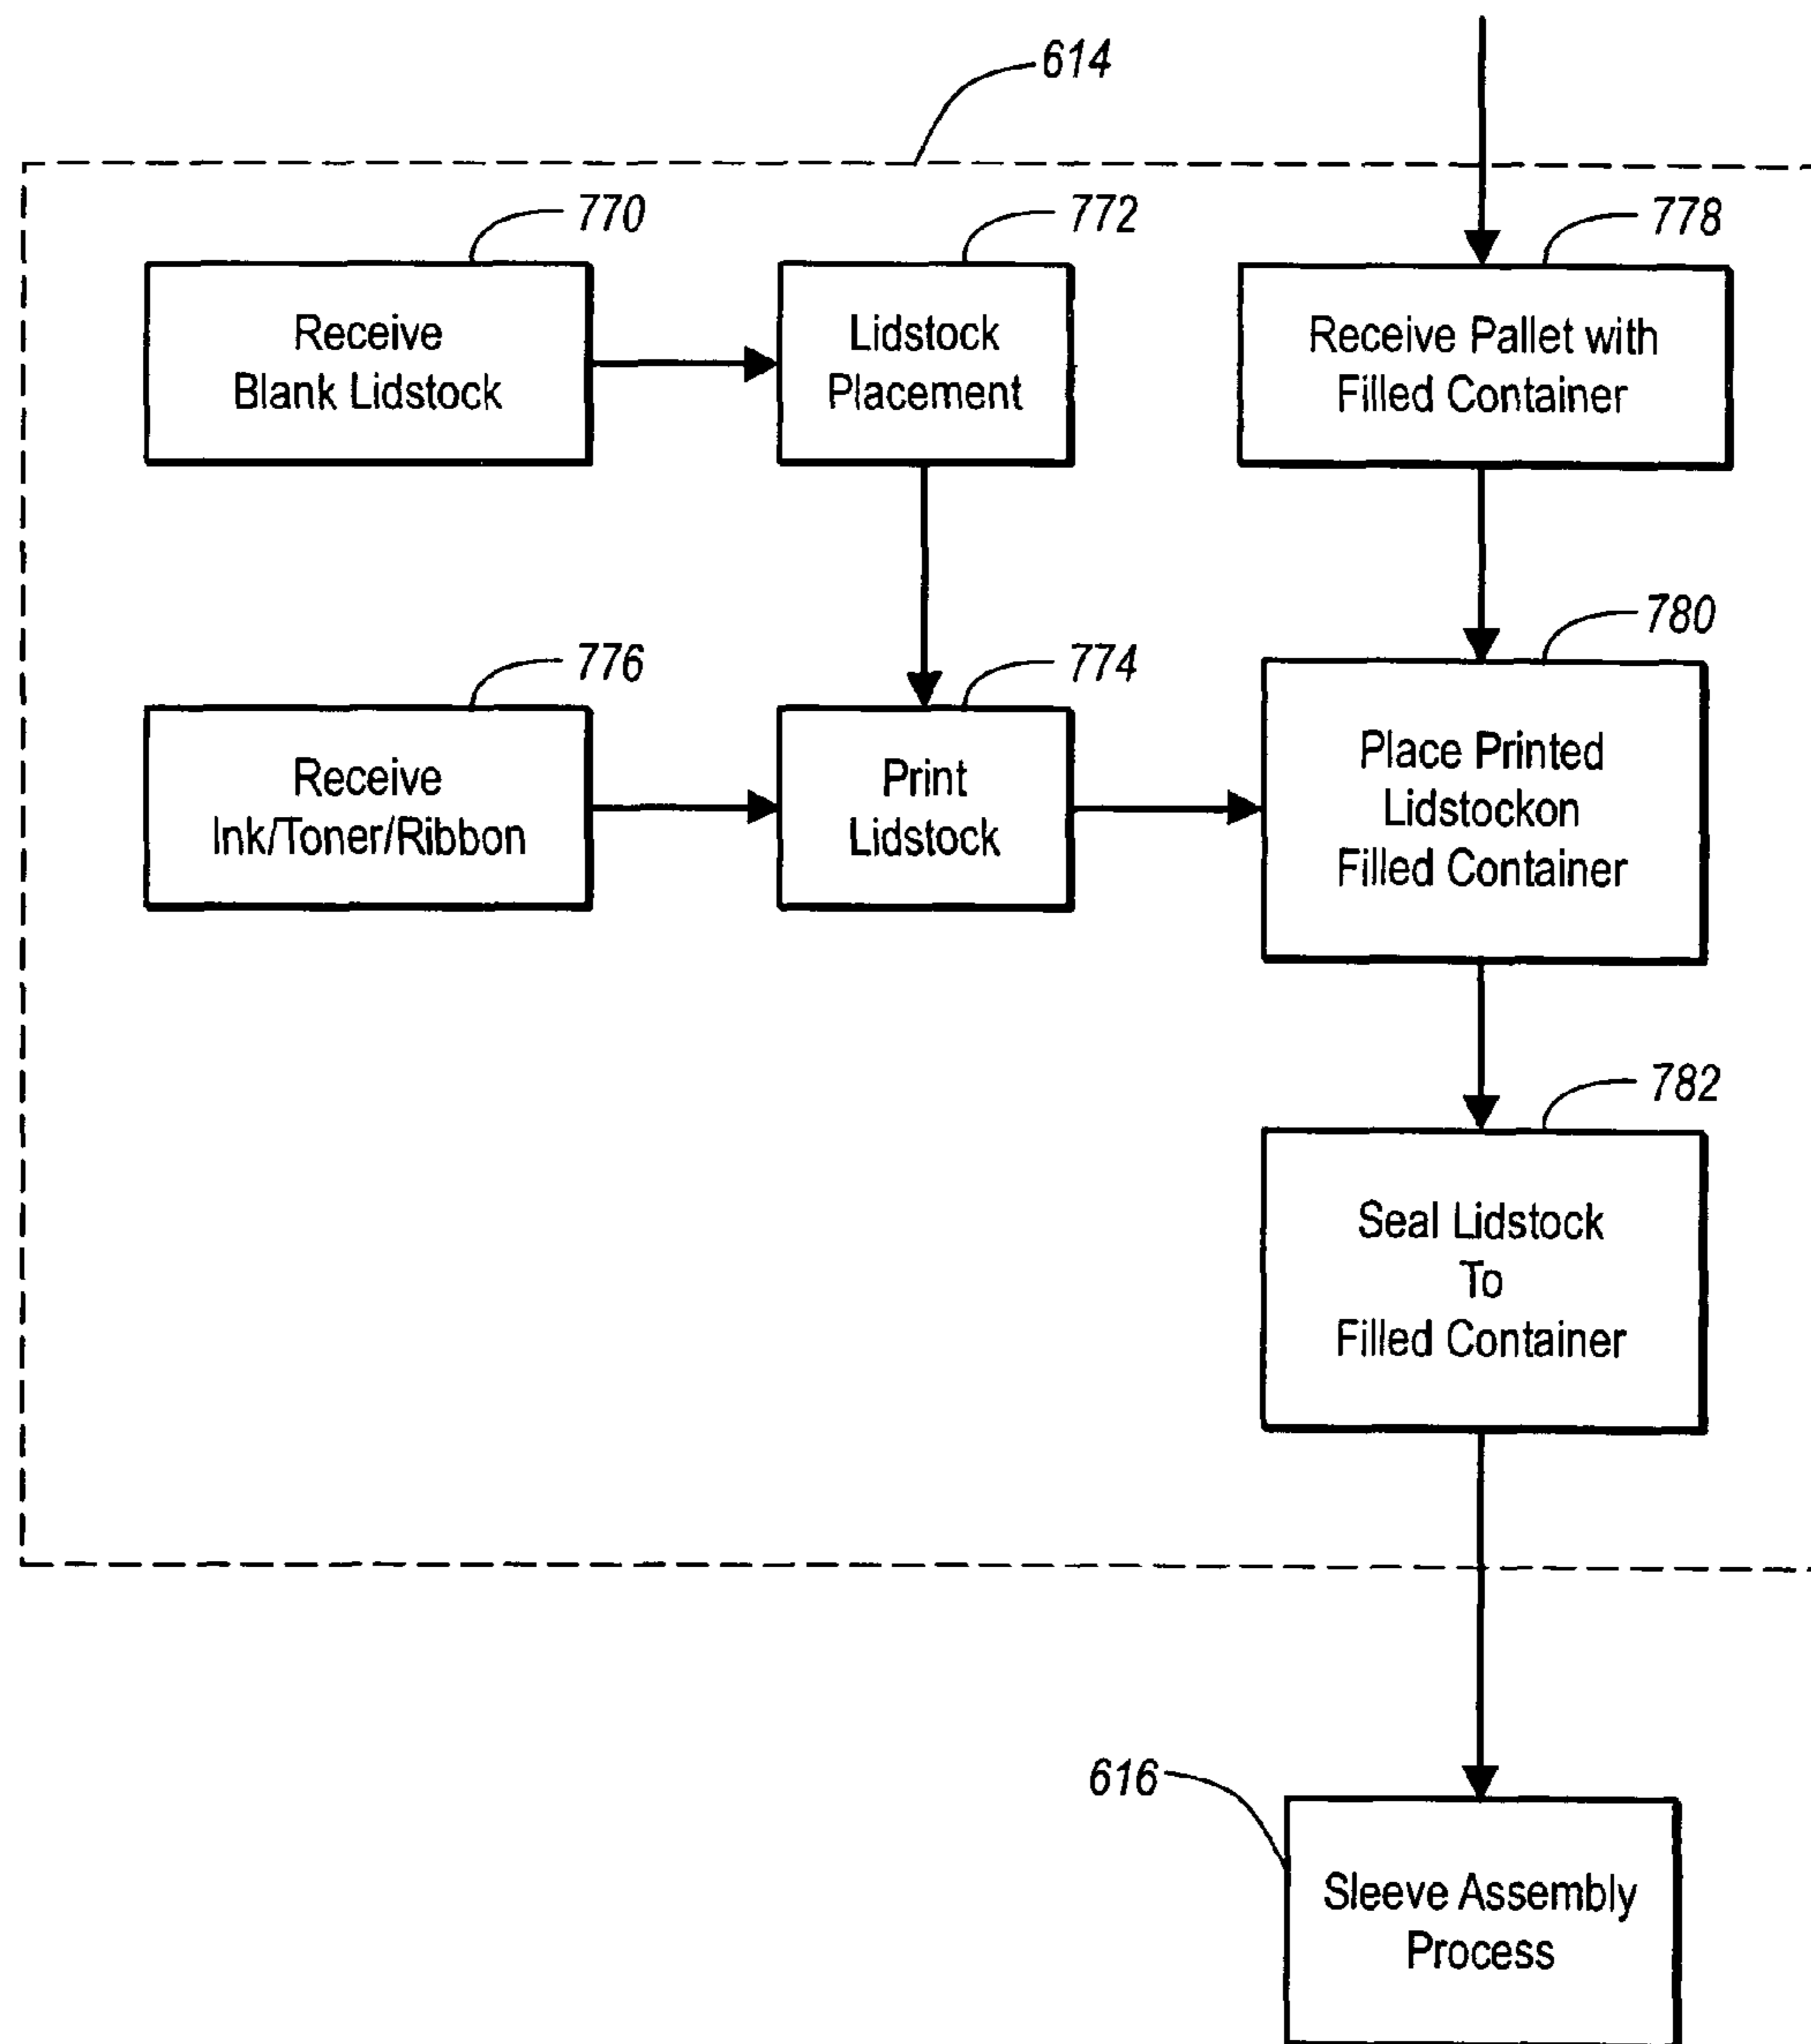 614
770
772
778
Receive
Blank Lidstock
Lidstock
Placement
Receive Pallet with
Filled Container
776
774
780
Receive
Ink/Toner/Ribbon
Print
Lidstock
Place Printed
Lidstockon
Filled Container
782
Seal Lidstock
To
Filled Container
616
Sleeve Assembly
Process